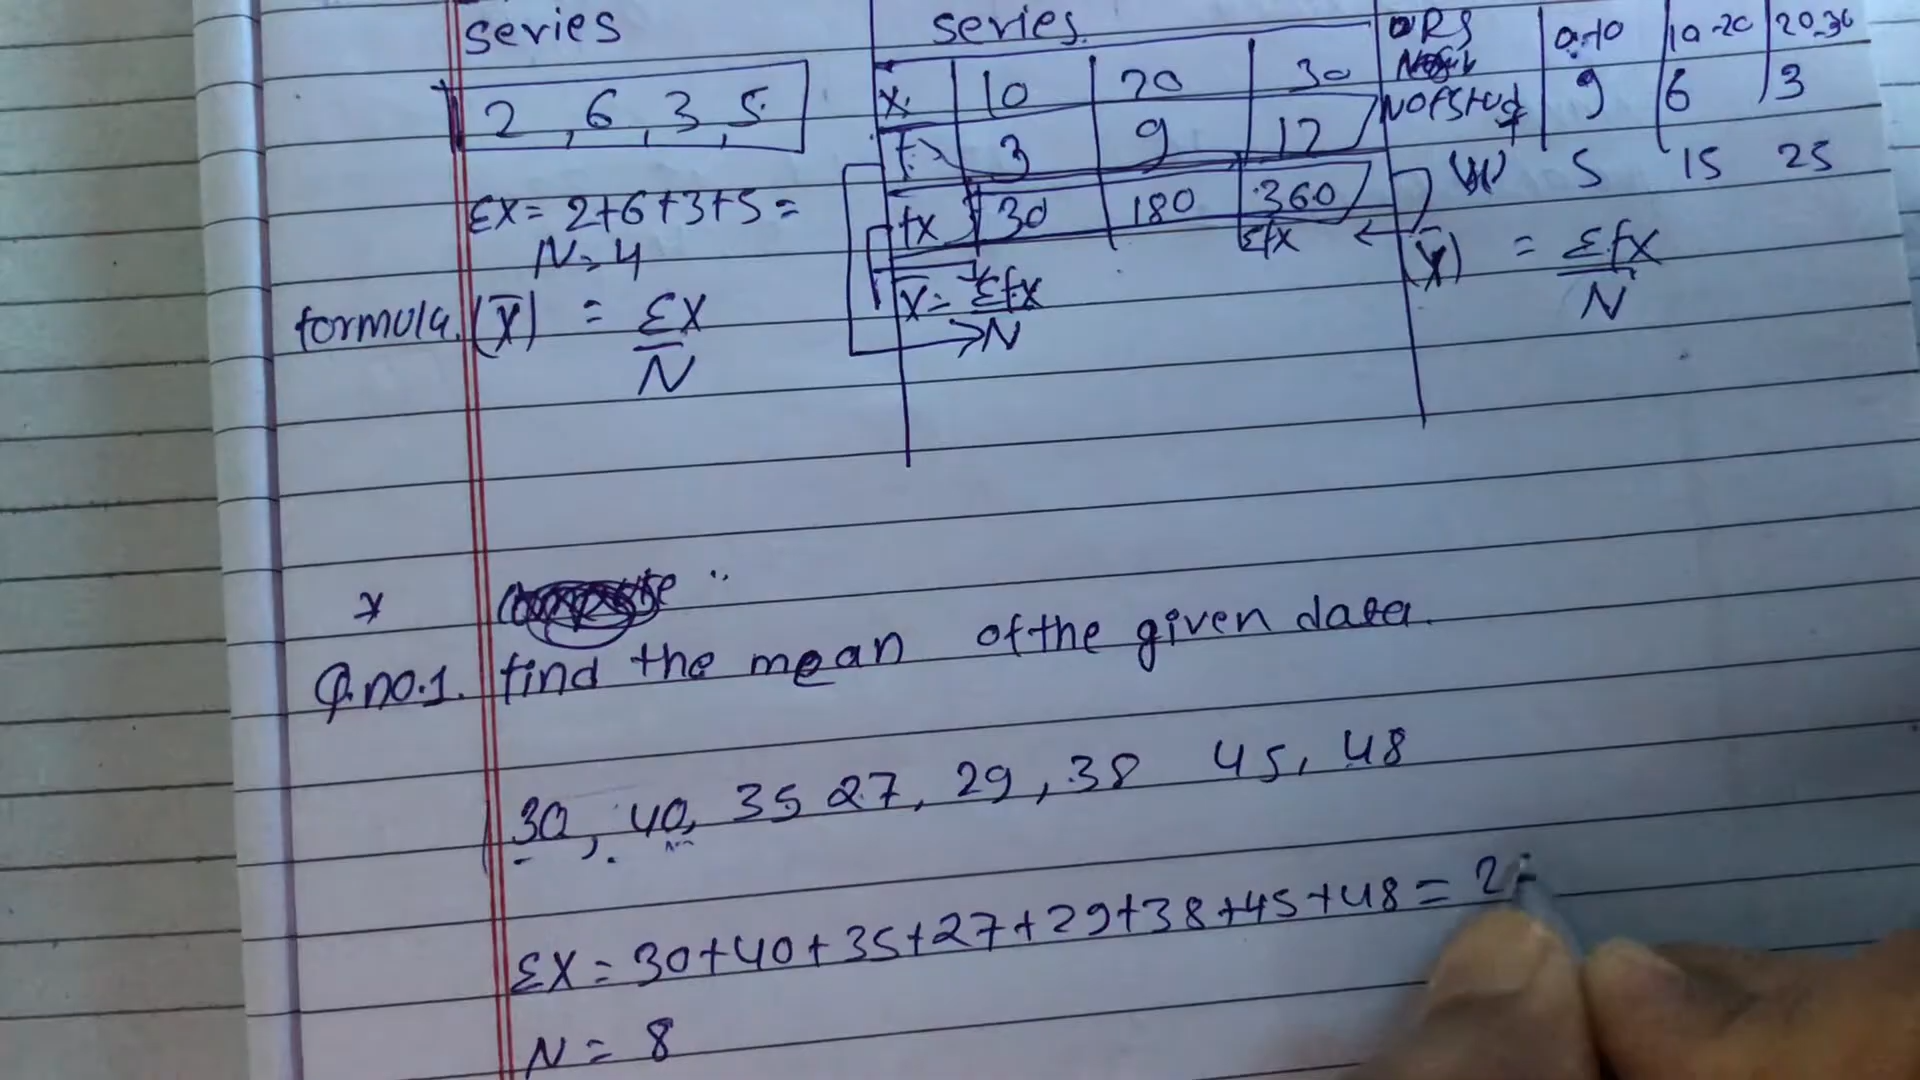 series
2, 6, 3, 5
ΣX = 2+6+3+5 =
N = 4
formula (X̄) = ΣX
N
series
X 10 20 30
f 3 9 12
fx 30 180 360
Σfx
X̄ = Σfx
N
0-10 10-20 20-30
No of stud 9 6 3
5 15 25
(X̄) = Σfx
N
*
Q.no.1. find the mean of the given data.
30, 40, 35 27, 29, 38 45, 48
ΣX = 30+40+35+27+29+38+45+48 = 2
N = 8